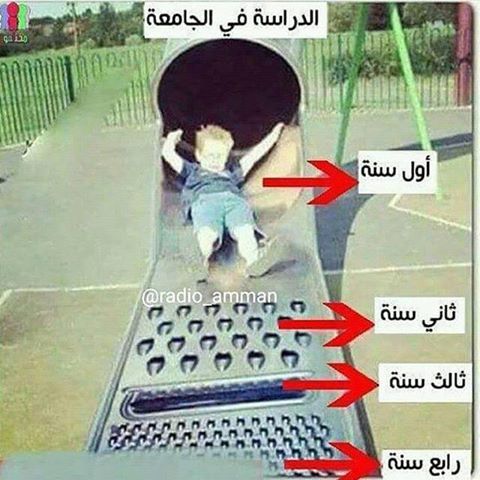 الدراسة في الجامعة
أول سنة
@radio_amman
ثاني سنة
ثالث سنة
رابع سنة